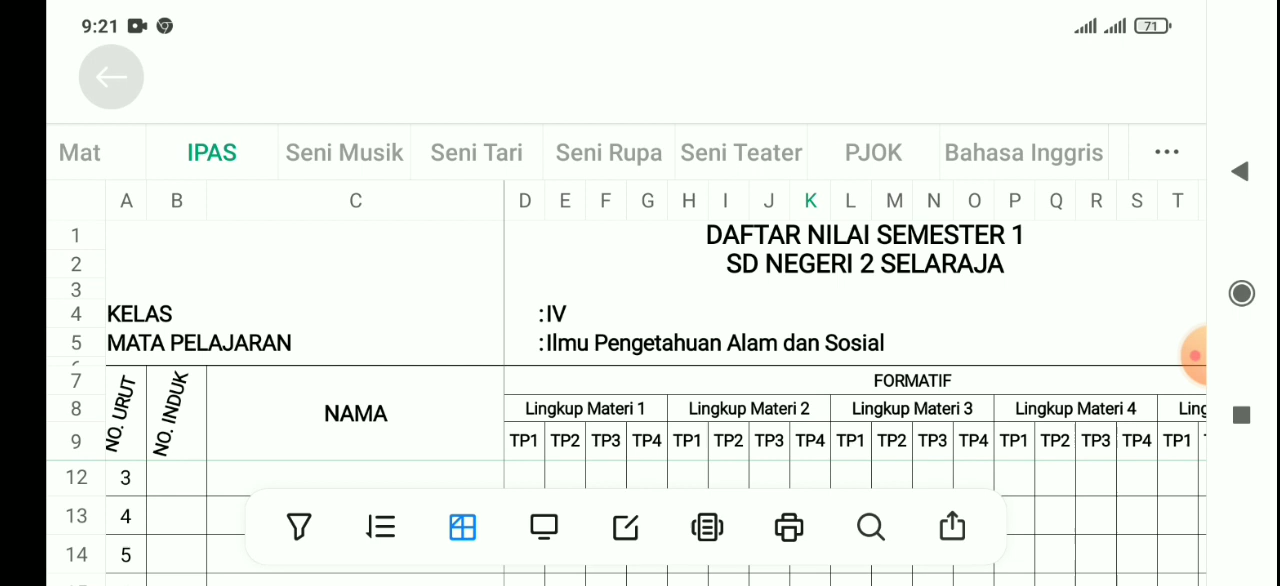 9:21 71
Mat IPAS Seni Musik Seni Tari Seni Rupa Seni Teater PJOK Bahasa Inggris ...
A B C D E F G H I J K L M N O P Q R S T
1 DAFTAR NILAI SEMESTER 1
2 SD NEGERI 2 SELARAJA
3
4 KELAS :IV
5 MATA PELAJARAN :Ilmu Pengetahuan Alam dan Sosial
7 NO. URUT NO. INDUK NAMA FORMATIF
8 Lingkup Materi 1 Lingkup Materi 2 Lingkup Materi 3 Lingkup Materi 4 Ling
9 TP1 TP2 TP3 TP4 TP1 TP2 TP3 TP4 TP1 TP2 TP3 TP4 TP1 TP2 TP3 TP4 TP1
12 3
13 4
14 5